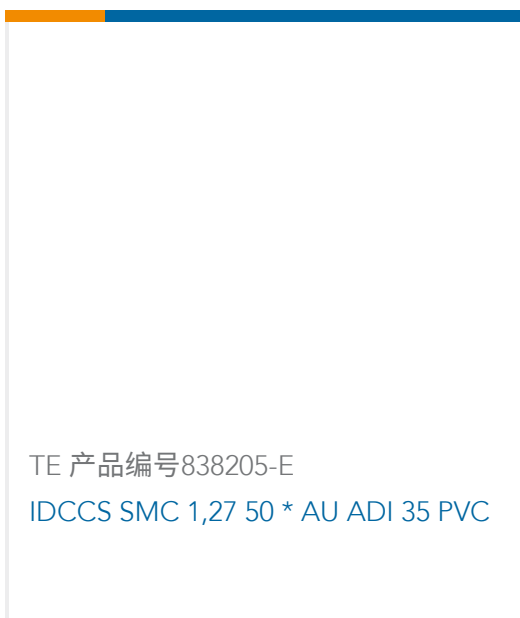 TE 产品编号838205-E
IDCCS SMC 1,27 50 * AU ADI 35 PVC